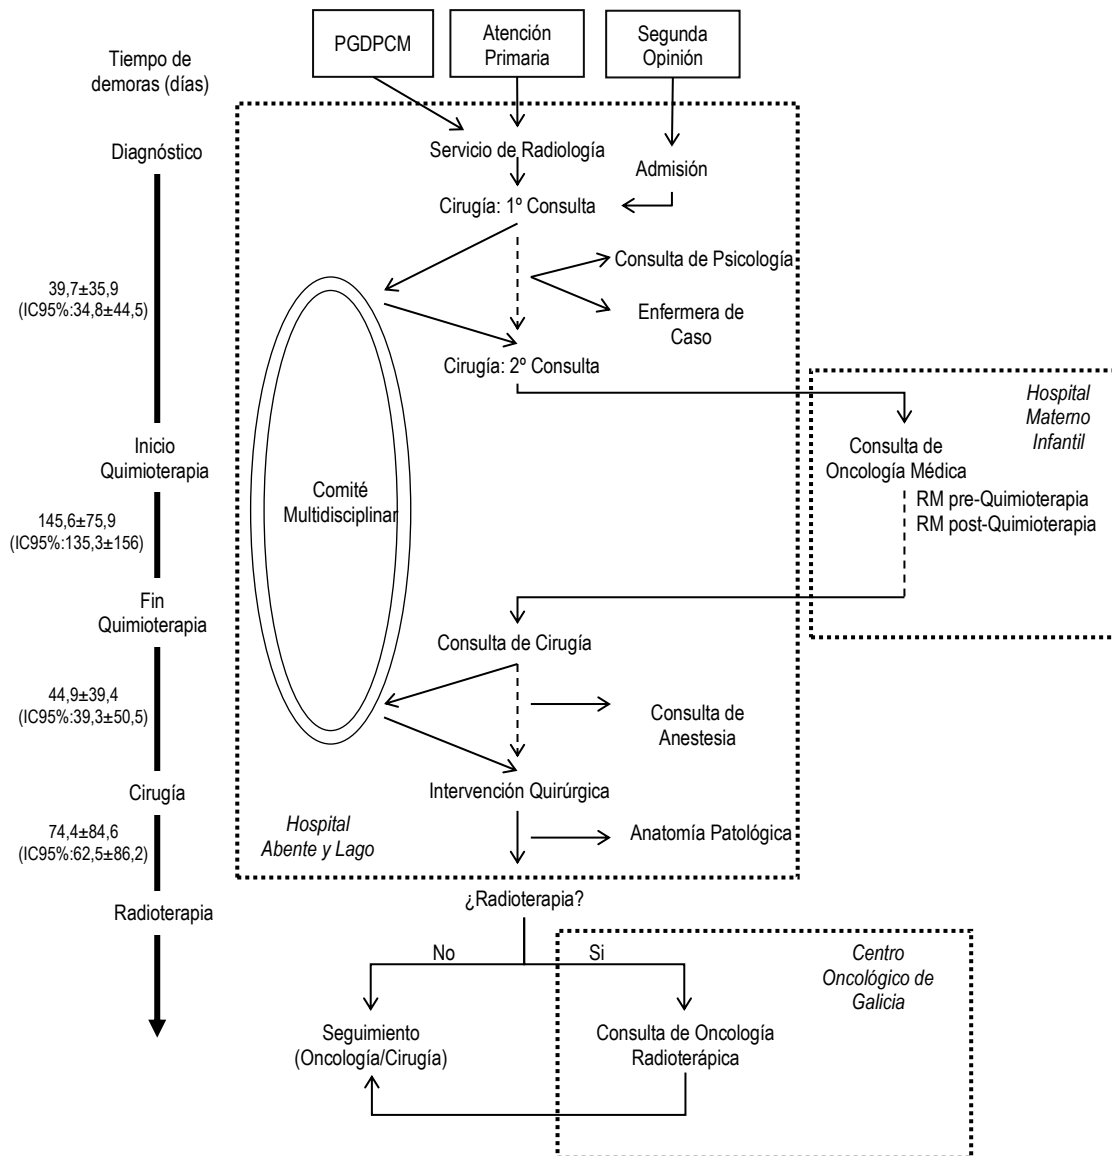 PGDPCM
Atención
Primaria
Segunda
Opinión
Tiempo de
demoras (días)
Diagnóstico
39,7±35,9
(IC95%:34,8±44,5)
Inicio
Quimioterapia
145,6±75,9
(IC95%:135,3±156)
Fin
Quimioterapia
44,9±39,4
(IC95%:39,3±50,5)
Cirugía
74,4±84,6
(IC95%:62,5±86,2)
Radioterapia
Servicio de Radiología
Admisión
Cirugía: 1º Consulta
Consulta de Psicología
Enfermera de
Caso
Cirugía: 2º Consulta
Comité
Multidisciplinar
Hospital
Materno
Infantil
Consulta de
Oncología Médica
RM pre-Quimioterapia
RM post-Quimioterapia
Consulta de Cirugía
Consulta de
Anestesia
Intervención Quirúrgica
Anatomía Patológica
Hospital
Abente y Lago
¿Radioterapia?
No
Si
Centro
Oncológico de
Galicia
Seguimiento
(Oncología/Cirugía)
Consulta de Oncología
Radioterápica